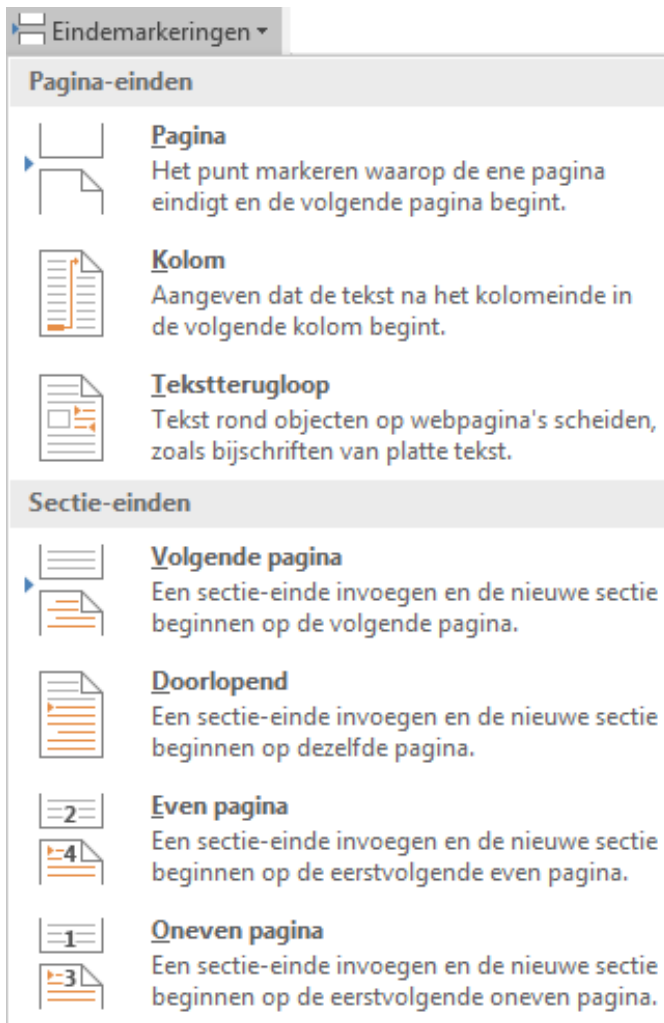 Eindemarkeringen
Pagina-einden
Pagina
Het punt markeren waarop de ene pagina
eindigt en de volgende pagina begint.
Kolom
Aangeven dat de tekst na het kolomeinde in
de volgende kolom begint.
Tekstterugloop
Tekst rond objecten op webpagina's scheiden,
zoals bijschriften van platte tekst.
Sectie-einden
Volgende pagina
Een sectie-einde invoegen en de nieuwe sectie
beginnen op de volgende pagina.
Doorlopend
Een sectie-einde invoegen en de nieuwe sectie
beginnen op dezelfde pagina.
2
4
Even pagina
Een sectie-einde invoegen en de nieuwe sectie
beginnen op de eerstvolgende even pagina.
1
3
Oneven pagina
Een sectie-einde invoegen en de nieuwe sectie
beginnen op de eerstvolgende oneven pagina.